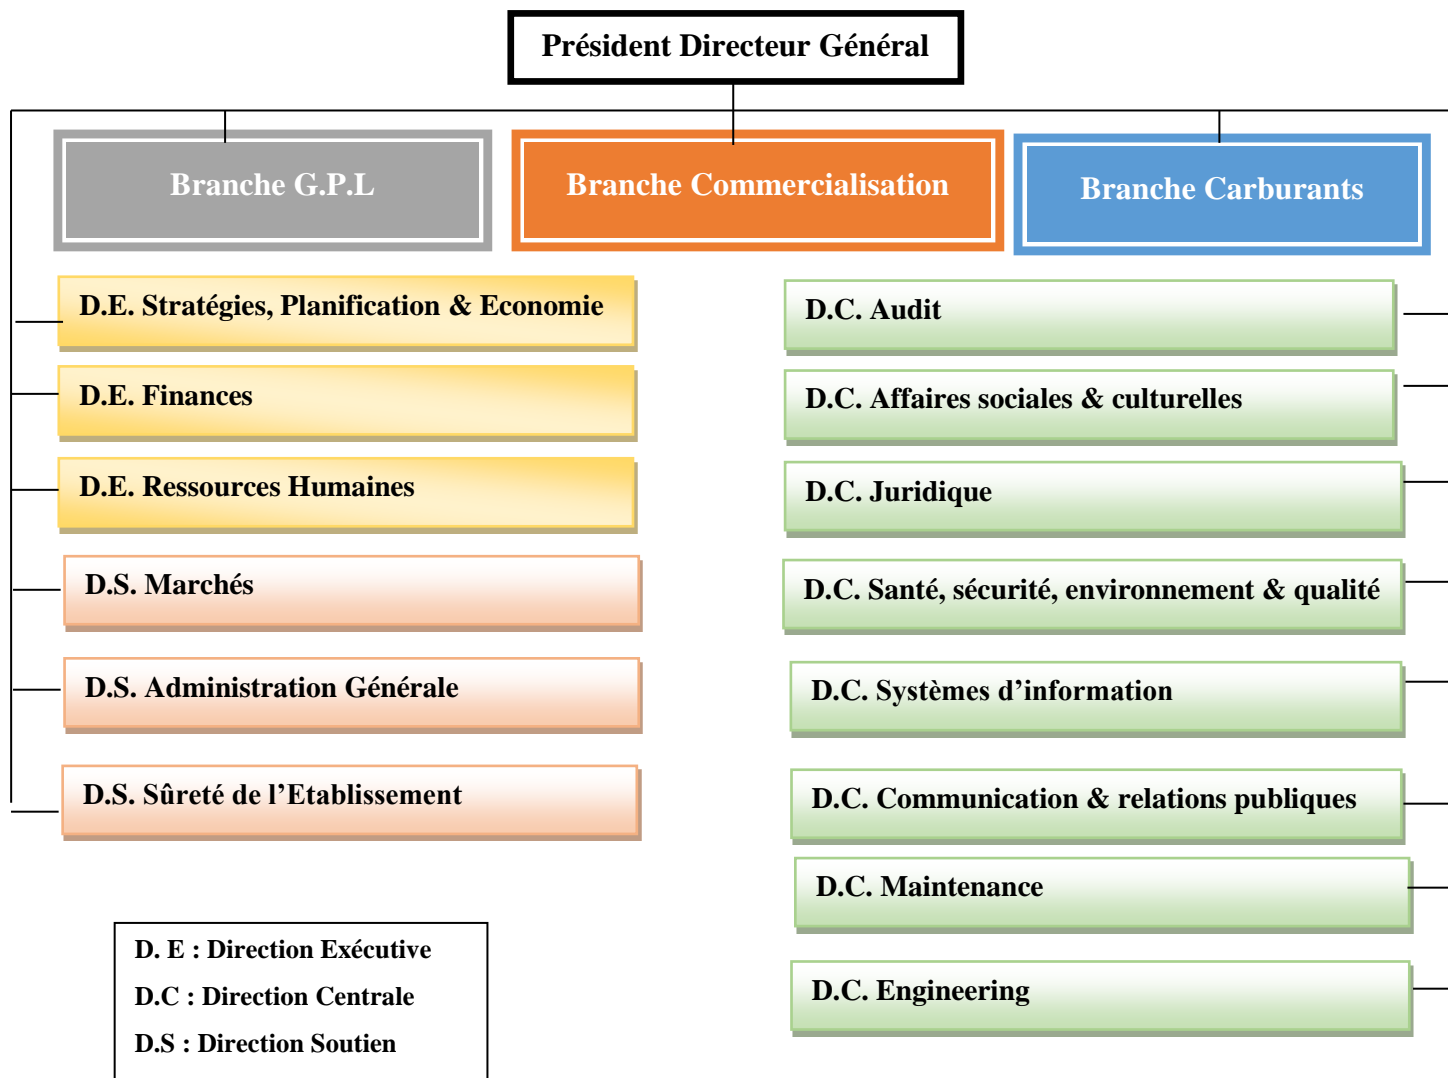 Président Directeur Général
Branche G.P.L
Branche Commercialisation
Branche Carburants
D.E. Stratégies, Planification & Economie
D.E. Finances
D.E. Ressources Humaines
D.S. Marchés
D.S. Administration Générale
D.S. Sûreté de l’Etablissement
D.C. Audit
D.C. Affaires sociales & culturelles
D.C. Juridique
D.C. Santé, sécurité, environnement & qualité
D.C. Systèmes d’information
D.C. Communication & relations publiques
D.C. Maintenance
D.C. Engineering
D. E : Direction Exécutive
D.C : Direction Centrale
D.S : Direction Soutien